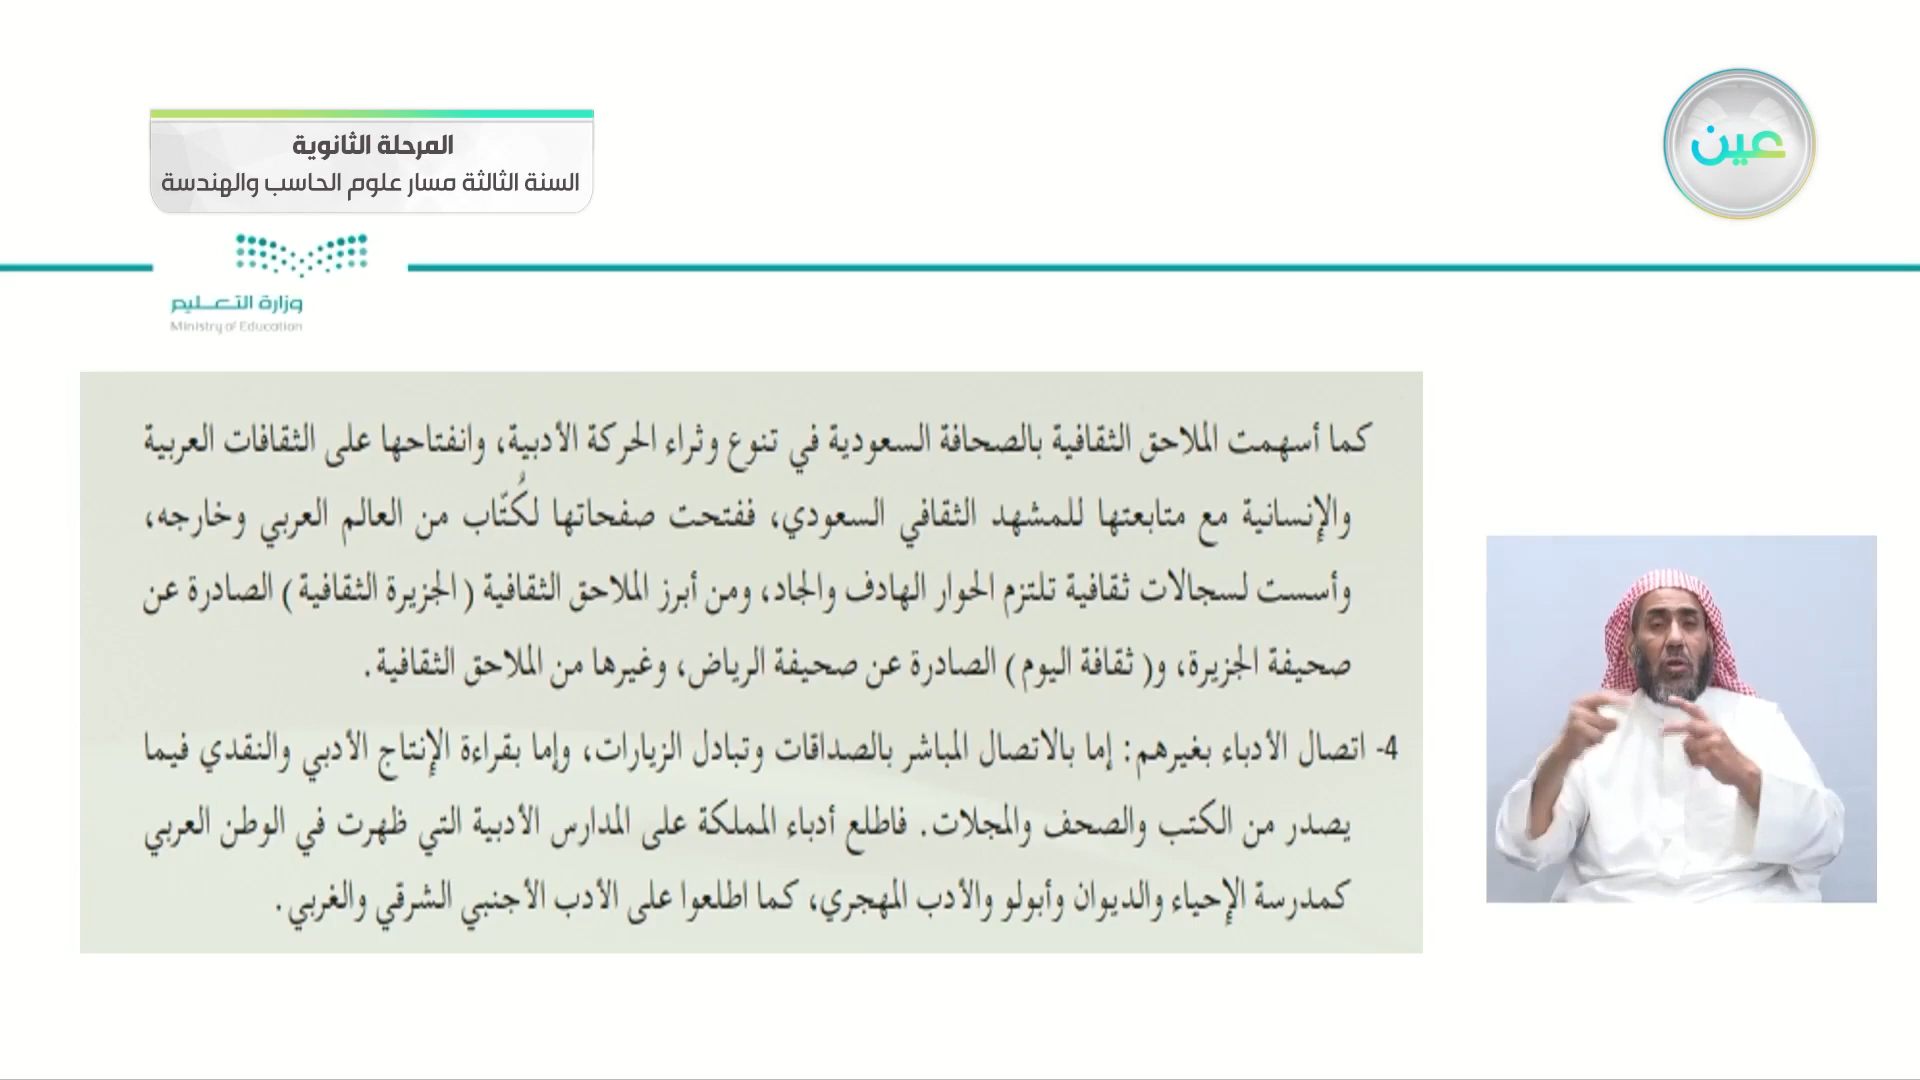 المرحلة الثانوية
السنة الثالثة مسار علوم الحاسب والهندسة
عين
وزارة التعليم
Ministry of Education
كما أسهمت الملاحق الثقافية بالصحافة السعودية في تنوع وثراء الحركة الأدبية، وانفتاحها على الثقافات العربية
والإنسانية مع متابعتها للمشهد الثقافي السعودي، ففتحت صفحاتها لكُتّاب من العالم العربي وخارجه،
وأسست لسجالات ثقافية تلتزم الحوار الهادف والجاد، ومن أبرز الملاحق الثقافية (الجزيرة الثقافية) الصادرة عن
صحيفة الجزيرة، و( ثقافة اليوم) الصادرة عن صحيفة الرياض، وغيرها من الملاحق الثقافية.
4- اتصال الأدباء بغيرهم: إما بالاتصال المباشر بالصداقات وتبادل الزيارات، وإما بقراءة الإنتاج الأدبي والنقدي فيما
يصدر من الكتب والصحف والمجلات. فاطلع أدباء المملكة على المدارس الأدبية التي ظهرت في الوطن العربي
كمدرسة الإحياء والديوان وأبولو والأدب المهجري، كما اطلعوا على الأدب الأجنبي الشرقي والغربي.